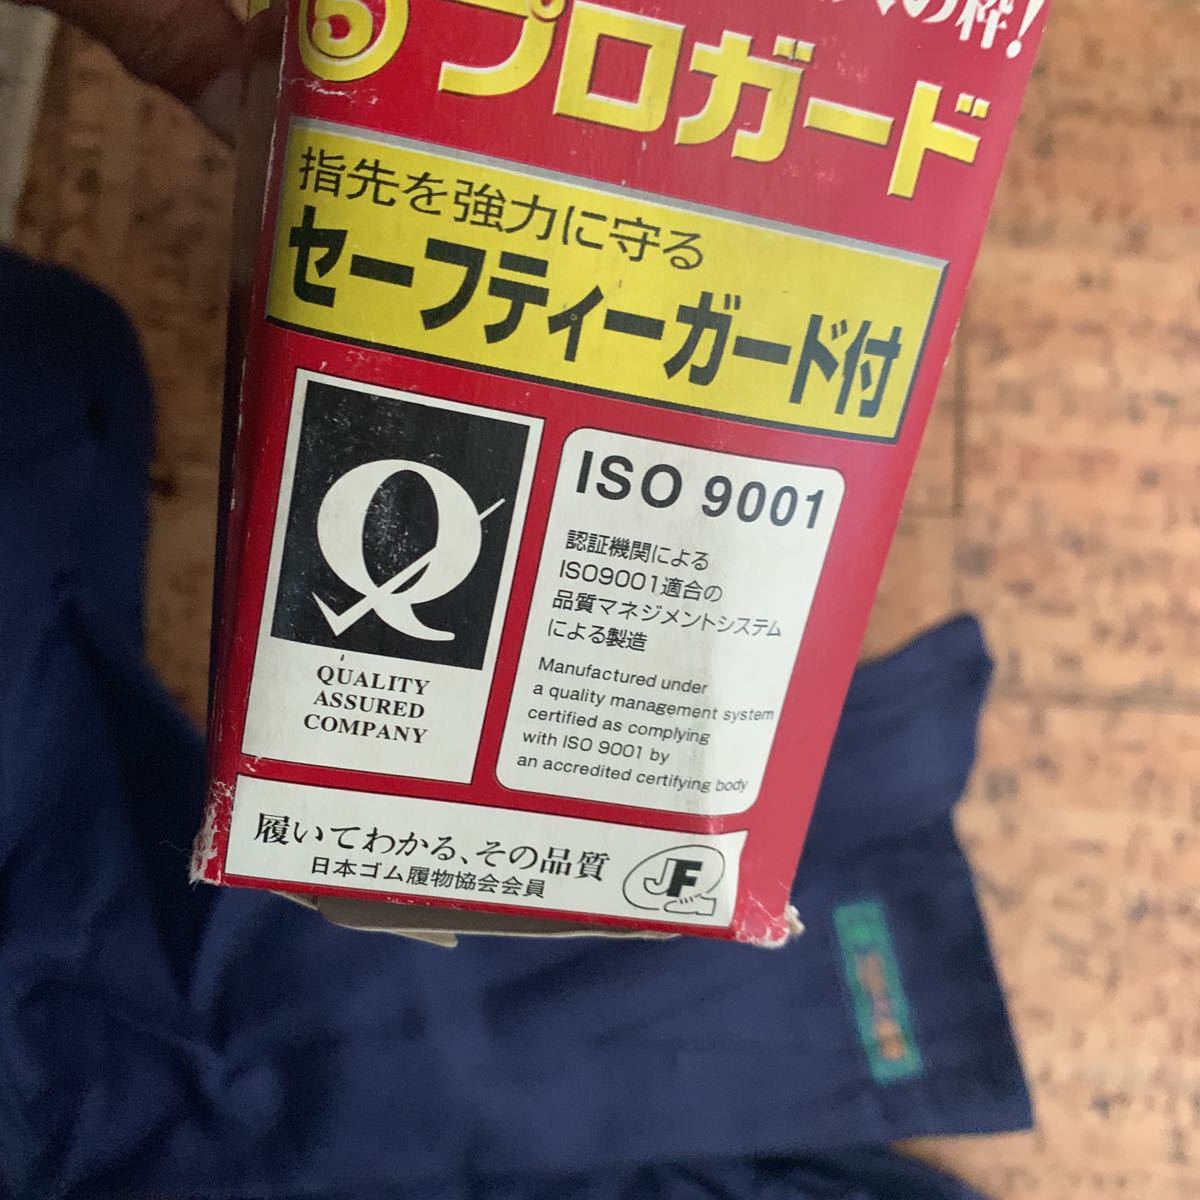 の粋!
プロガード
指先を強力に守る
セーフティーガード付
Q
QUALITY
ASSURED
COMPANY
ISO 9001
認証機関による
ISO9001適合の
品質マネジメントシステム
による製造
Manufactured under
a quality management system
certified as complying
with ISO 9001 by
an accredited certifying body
履いてわかる、その品質
日本ゴム履物協会会員
JF